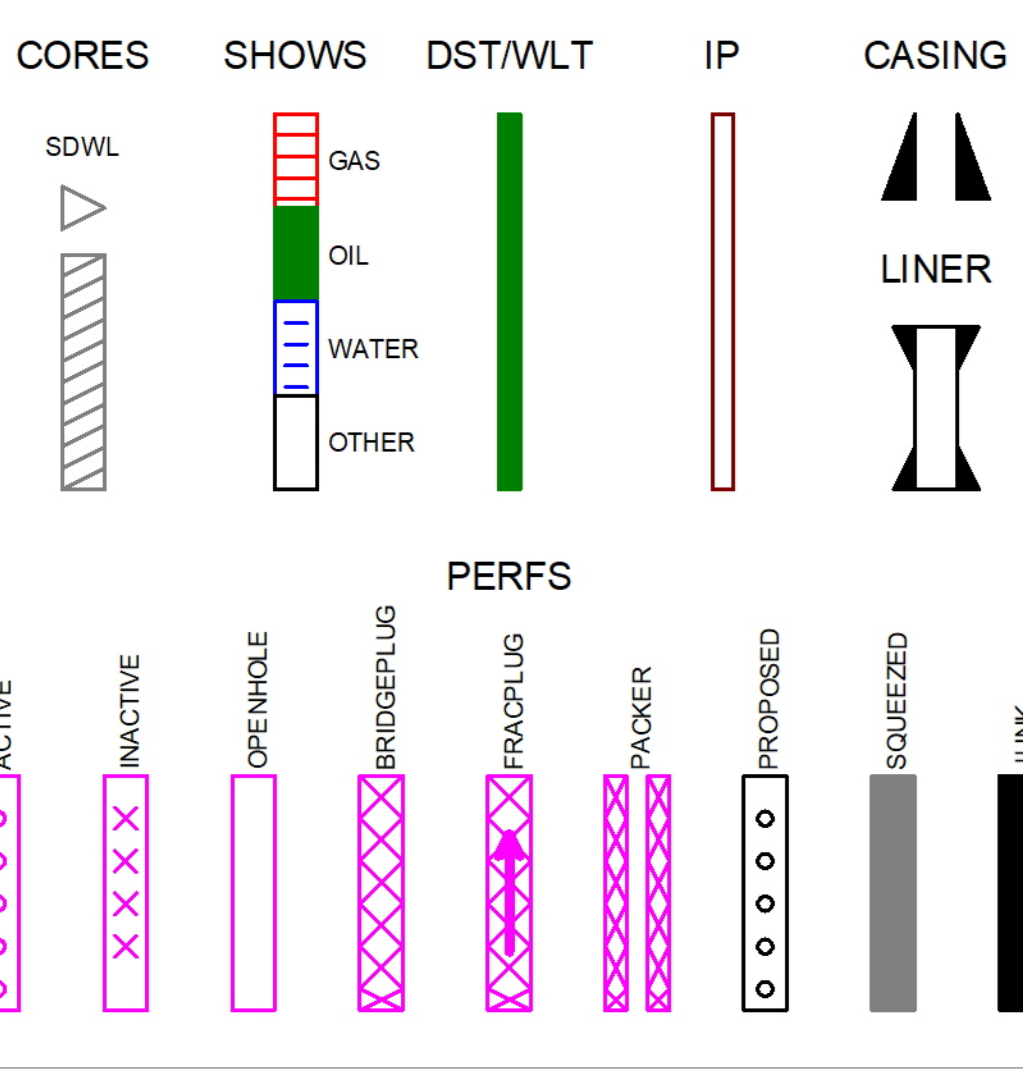 CORES
SHOWS
DST/WLT
IP
CASING
SDWL
GAS
OIL
WATER
OTHER
LINER
PERFS
ACTIVE
INACTIVE
OPENHOLE
BRIDGEPLUG
FRACPLUG
PACKER
PROPOSED
SQUEEZED